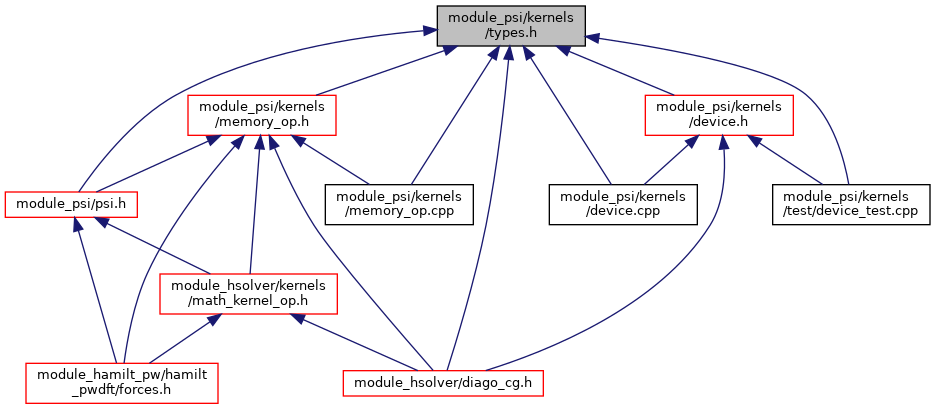 module_psi/kernels
/types.h
module_psi/kernels
/memory_op.h
module_psi/kernels
/device.h
module_psi/psi.h
module_psi/kernels
/memory_op.cpp
module_psi/kernels
/device.cpp
module_psi/kernels
/test/device_test.cpp
module_hsolver/kernels
/math_kernel_op.h
module_hamilt_pw/hamilt
_pwdft/forces.h
module_hsolver/diago_cg.h